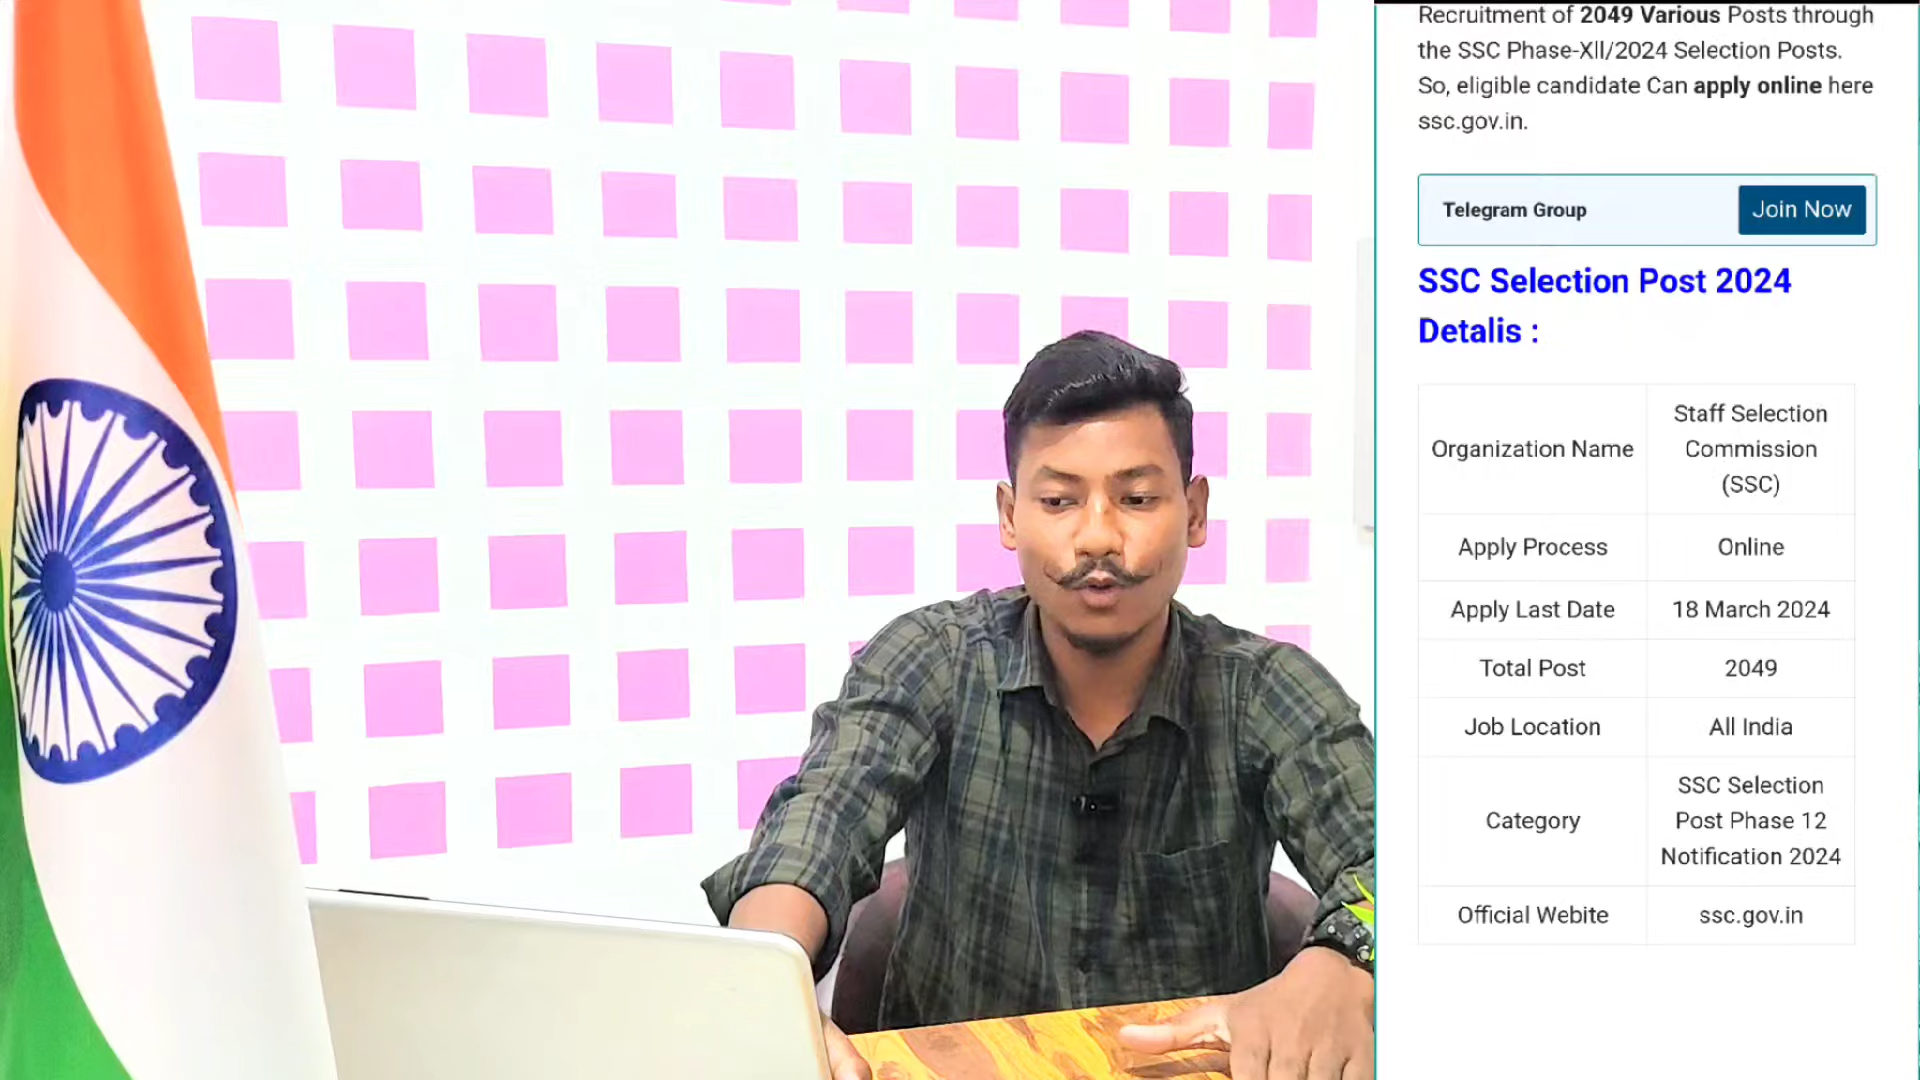 Recruitment of 2049 Various Posts through
the SSC Phase-Xll/2024 Selection Posts.
So, eligible candidate Can apply online here
ssc.gov.in.
Telegram Group
Join Now
SSC Selection Post 2024
Detalis :
Organization Name
Staff Selection
Commission
(SSC)
Apply Process
Online
Apply Last Date
18 March 2024
Total Post
2049
Job Location
All India
Category
SSC Selection
Post Phase 12
Notification 2024
Official Webite
ssc.gov.in